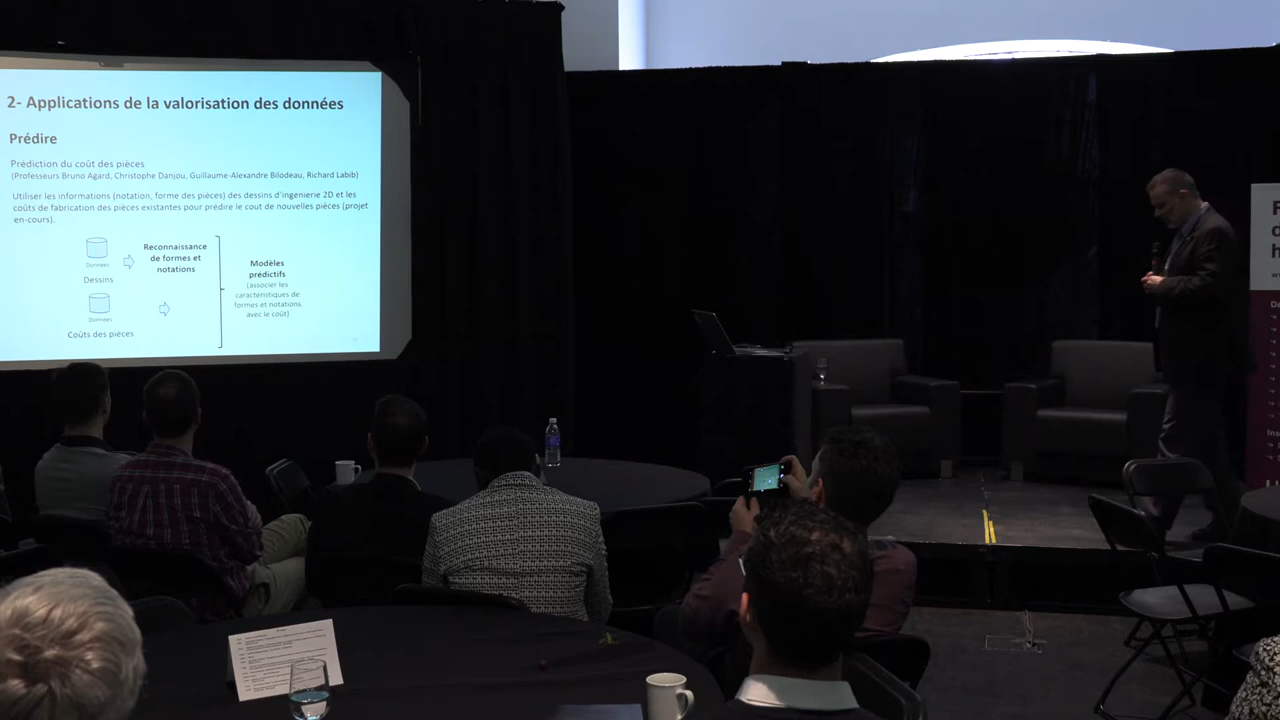 2- Applications de la valorisation des données
Prédire
Prédiction du coût des pièces
(Professeurs Bruno Agard, Christophe Danjou, Guillaume-Alexandre Bilodeau, Richard Labib)
Utiliser les informations (notation, forme des pièces) des dessins d'ingénierie 2D et les
coûts de fabrication des pièces existantes pour prédire le cout de nouvelles pièces (projet
en-cours).
Données
Dessins
Reconnaissance
de formes et
notations
Données
Coûts des pièces
Modèles
prédictifs
(associer les
caractéristiques de
formes et notations
avec le coût)